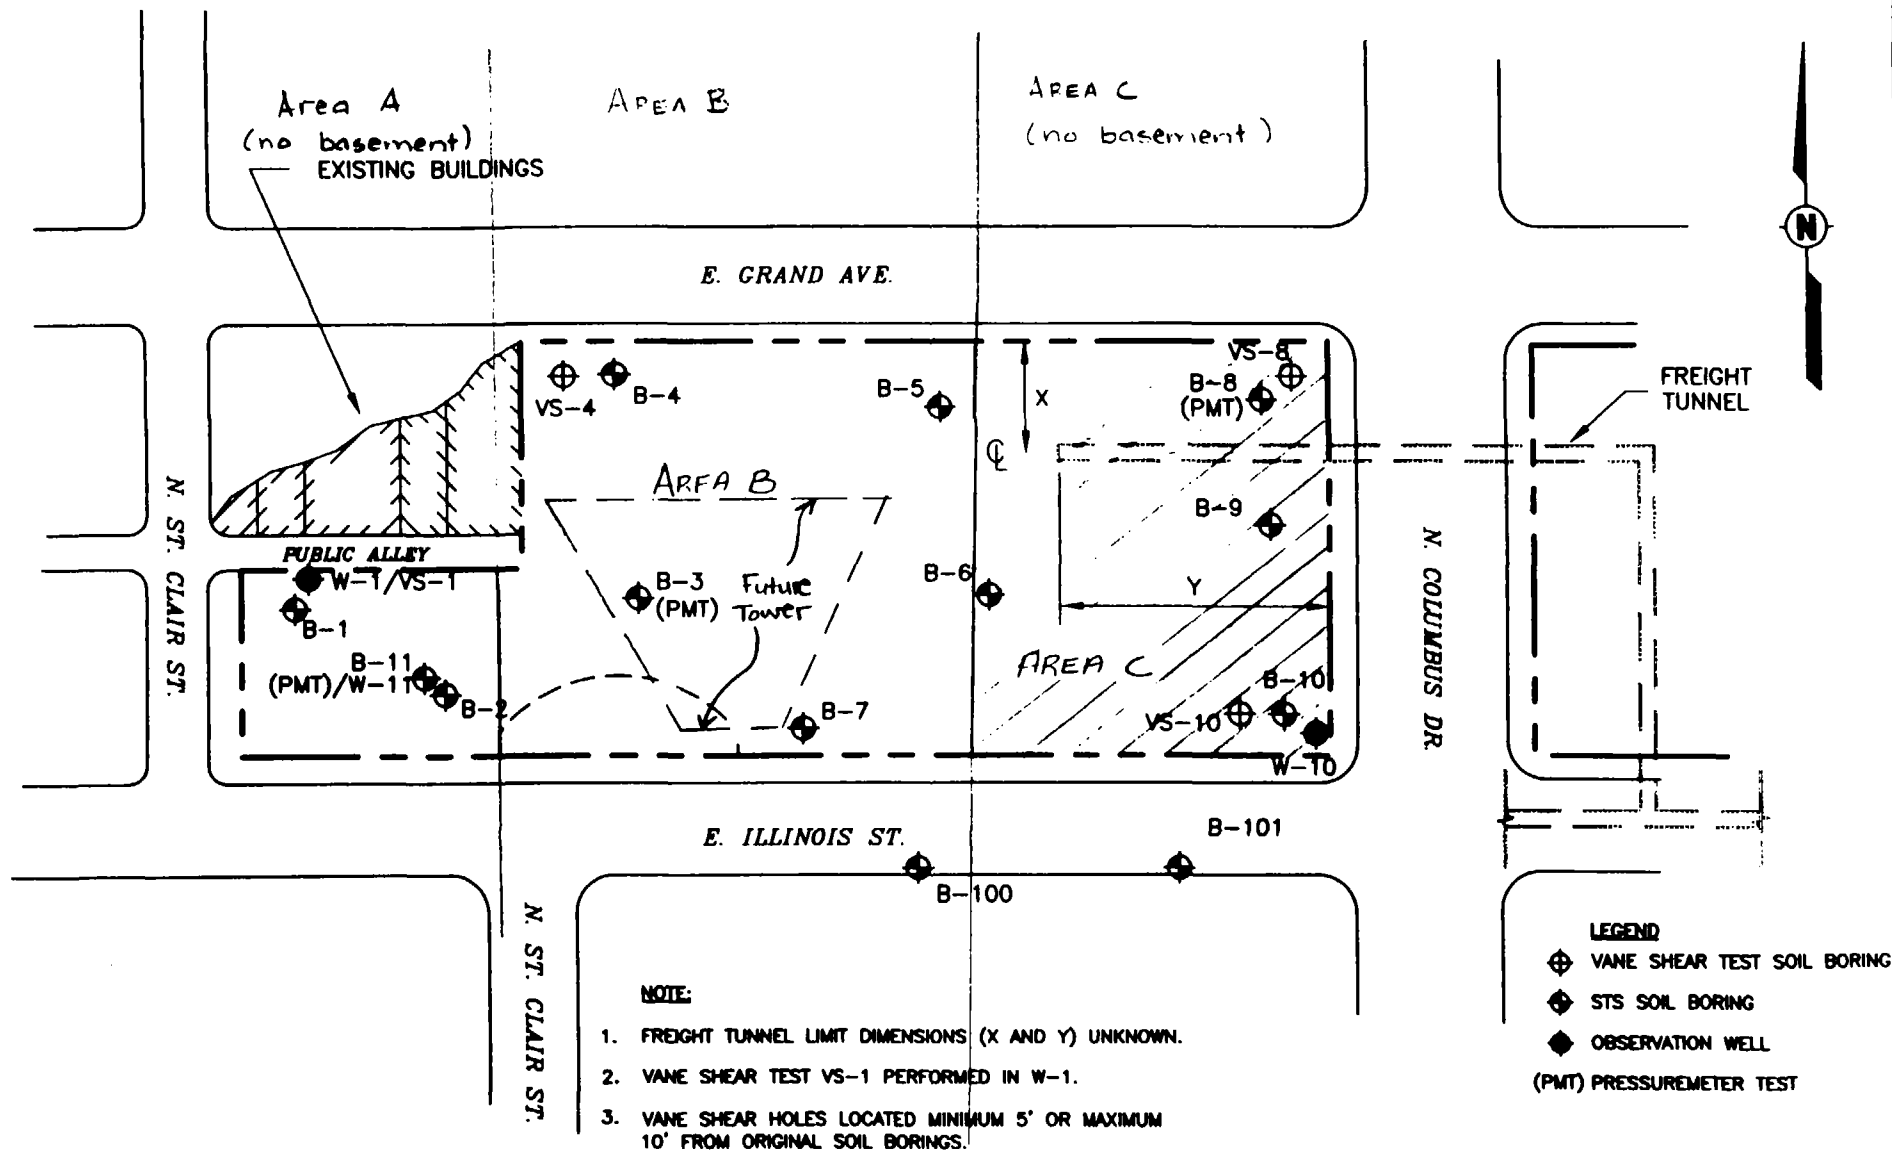 Area A
(no basement)
EXISTING BUILDINGS
AREA B
AREA C
(no basement)
N
E. GRAND AVE.
VS-4
B-4
B-5
X
VS-8
B-8
(PMT)
FREIGHT
TUNNEL
CL
AREA B
B-9
N. ST. CLAIR ST.
PUBLIC ALLEY
W-1/VS-1
B-1
B-3
(PMT)
Future
Tower
B-6
Y
N. COLUMBUS DR.
B-11
(PMT)/W-11
B-2
B-7
AREA C
B-10
VS-10
W-10
E. ILLINOIS ST.
B-101
B-100
N. ST. CLAIR ST.
NOTE:
1. FREIGHT TUNNEL LIMIT DIMENSIONS (X AND Y) UNKNOWN.
2. VANE SHEAR TEST VS-1 PERFORMED IN W-1.
3. VANE SHEAR HOLES LOCATED MINIMUM 5' OR MAXIMUM
10' FROM ORIGINAL SOIL BORINGS.
LEGEND
VANE SHEAR TEST SOIL BORING
STS SOIL BORING
OBSERVATION WELL
(PMT) PRESSUREMETER TEST